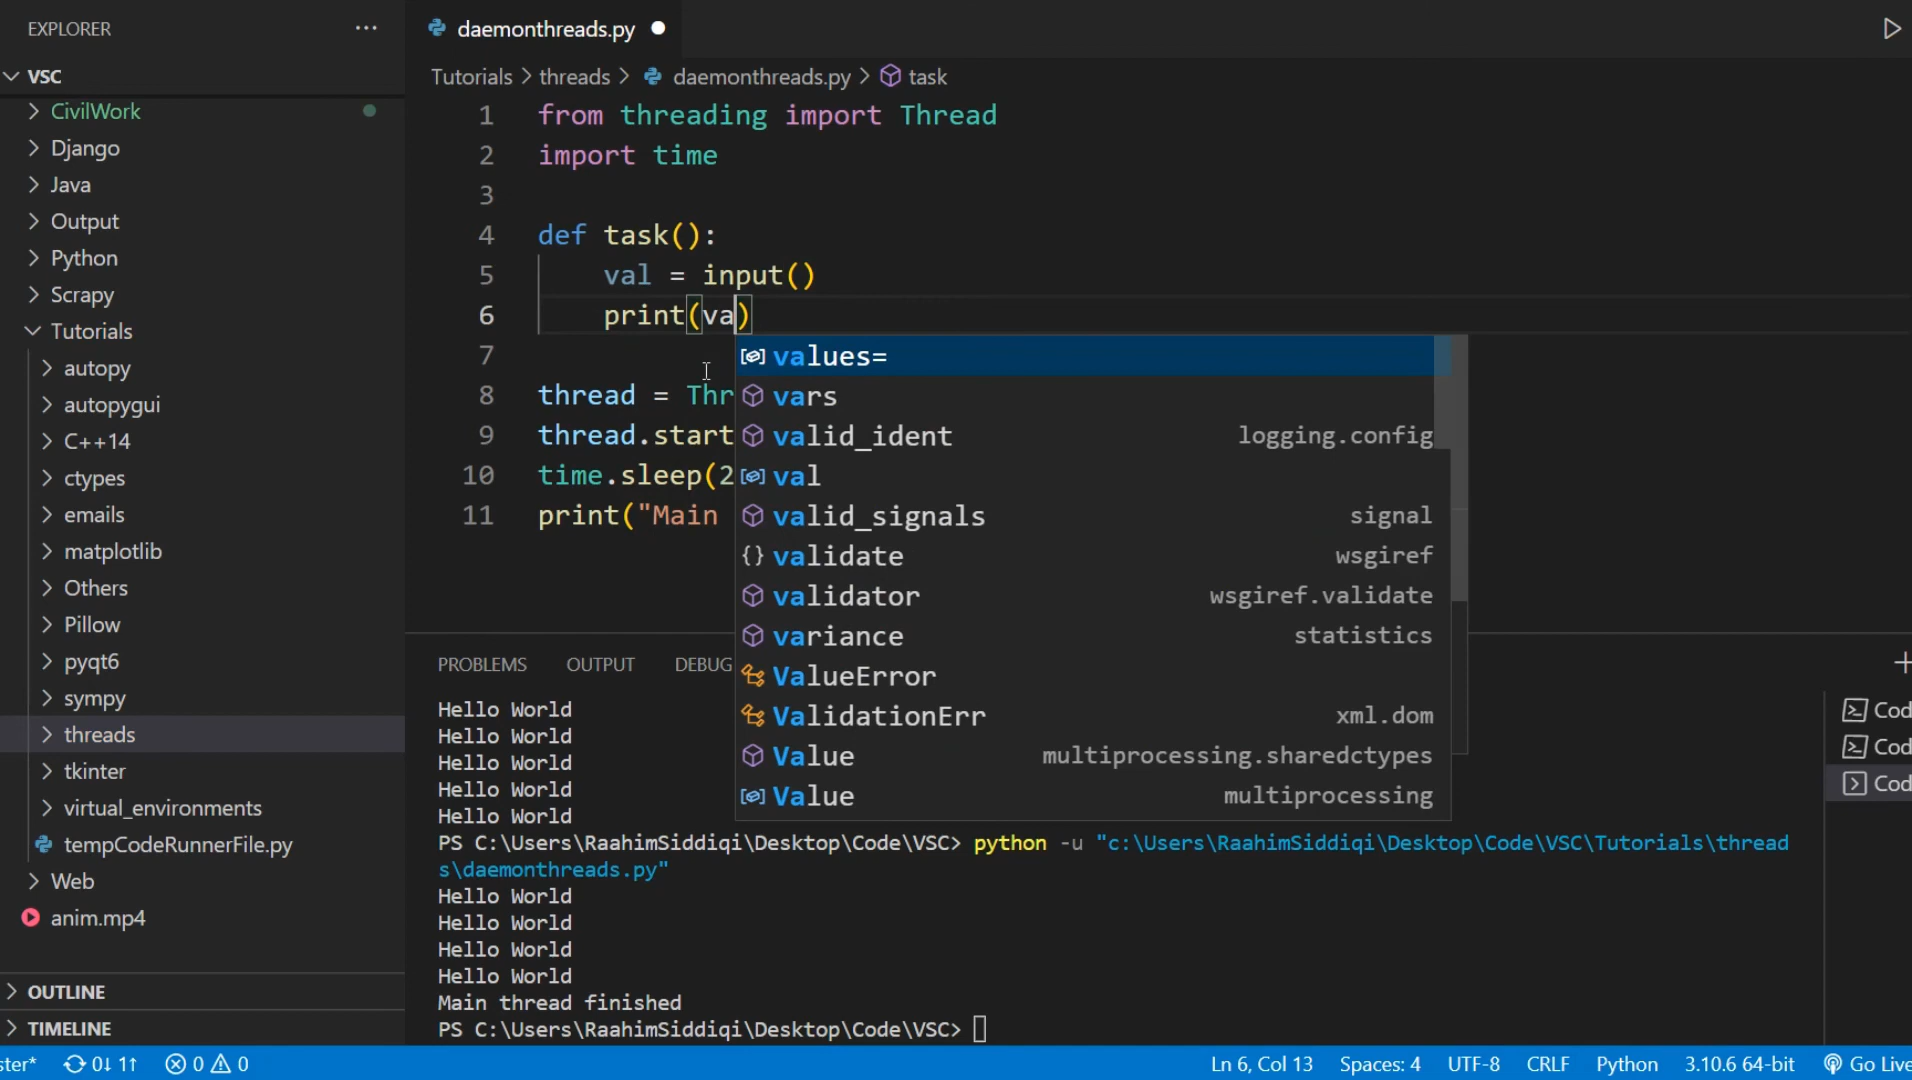 EXPLORER
VSC
CivilWork
Django
Java
Output
Python
Scrapy
Tutorials
autopy
autopygui
C++14
ctypes
emails
matplotlib
Others
Pillow
pyqt6
sympy
threads
tkinter
virtual_environments
tempCodeRunnerFile.py
Web
anim.mp4
OUTLINE
TIMELINE
daemonthreads.py
Tutorials > threads > daemonthreads.py > task
1 from threading import Thread
2 import time
3
4 def task():
5 val = input()
6 print(va)
7
8 thread = Thr
9 thread.start
10 time.sleep(2
11 print("Main
values=
vars
valid_ident logging.config
val
valid_signals signal
validate wsgiref
validator wsgiref.validate
variance statistics
ValueError
ValidationErr xml.dom
Value multiprocessing.sharedctypes
Value multiprocessing
PROBLEMS OUTPUT DEBUG
Hello World
Hello World
Hello World
Hello World
Hello World
PS C:\Users\RaahimSiddiqi\Desktop\Code\VSC> python -u "c:\Users\RaahimSiddiqi\Desktop\Code\VSC\Tutorials\thread
s\daemonthreads.py"
Hello World
Hello World
Hello World
Hello World
Main thread finished
PS C:\Users\RaahimSiddiqi\Desktop\Code\VSC>
Cod
Cod
Cod
ster* 0↓ 1↑ 0 0 Ln 6, Col 13 Spaces: 4 UTF-8 CRLF Python 3.10.6 64-bit Go Live